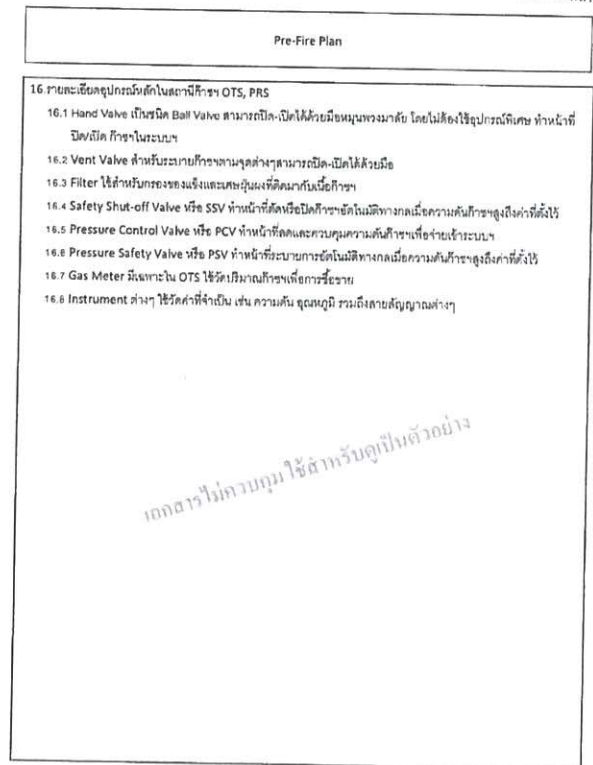 Pre-Fire Plan
16.รายละเอียดอุปกรณ์หลักในสถานีก๊าซฯ OTS, PRS
16.1 Hand Valve เป็นชนิด Ball Valve สามารถปิด-เปิดได้ด้วยมือหมุนพวงมาลัย โดยไม่ต้องใช้อุปกรณ์พิเศษ ทำหน้าที่
ปิด/เปิด ก๊าซฯในระบบฯ
16.2 Vent Valve สำหรับระบายก๊าซฯตามจุดต่างๆสามารถปิด-เปิดได้ด้วยมือ
16.3 Filter ใช้สำหรับกรองของแข็งและเศษฝุ่นผงที่ติดมากับเนื้อก๊าซฯ
16.4 Safety Shut-off Valve หรือ SSV ทำหน้าที่ตัดหรือปิดก๊าซฯอัตโนมัติทางกลเมื่อความดันก๊าซฯสูงถึงค่าที่ตั้งไว้
16.5 Pressure Control Valve หรือ PCV ทำหน้าที่ลดและควบคุมความดันก๊าซฯเพื่อจ่ายเข้าระบบฯ
16.6 Pressure Safety Valve หรือ PSV ทำหน้าที่ระบายการอัตโนมัติทางกลเมื่อความดันก๊าซฯสูงถึงค่าที่ตั้งไว้
16.7 Gas Meter มีเฉพาะใน OTS ใช้วัดปริมาณก๊าซฯเพื่อการซื้อขาย
16.8 Instrument ต่างๆ ใช้วัดค่าที่จำเป็น เช่น ความดัน อุณหภูมิ รวมถึงสายสัญญาณต่างๆ
เอกสารไม่ควบคุม ใช้สำหรับดูเป็นตัวอย่าง